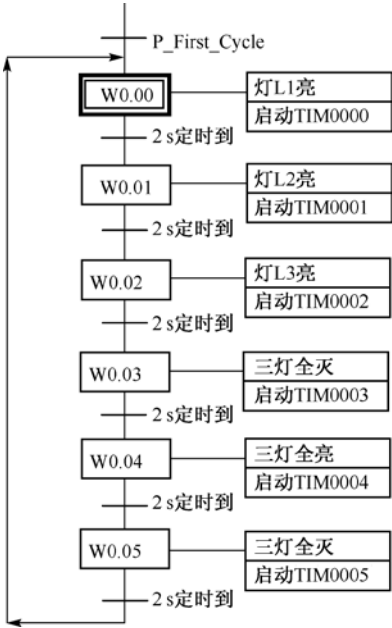 P_First_Cycle
W0.00
灯L1亮
启动TIM0000
2 s定时到
W0.01
灯L2亮
启动TIM0001
2 s定时到
W0.02
灯L3亮
启动TIM0002
2 s定时到
W0.03
三灯全灭
启动TIM0003
2 s定时到
W0.04
三灯全亮
启动TIM0004
2 s定时到
W0.05
三灯全灭
启动TIM0005
2 s定时到